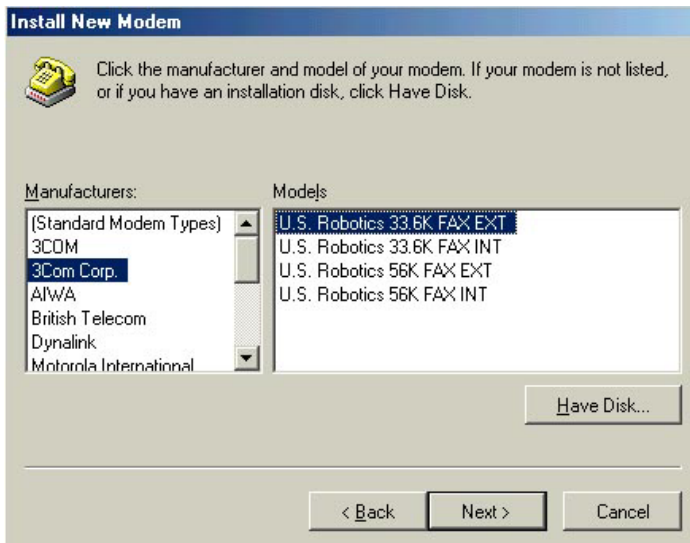 Install New Modem
Click the manufacturer and model of your modem. If your modem is not listed,
or if you have an installation disk, click Have Disk.
Manufacturers:
(Standard Modem Types)
3COM
3Com Corp.
AIWA
British Telecom
Dynalink
Motorola International
Models
U.S. Robotics 33.6K FAX EXT
U.S. Robotics 33.6K FAX INT
U.S. Robotics 56K FAX EXT
U.S. Robotics 56K FAX INT
Have Disk...
< Back
Next >
Cancel